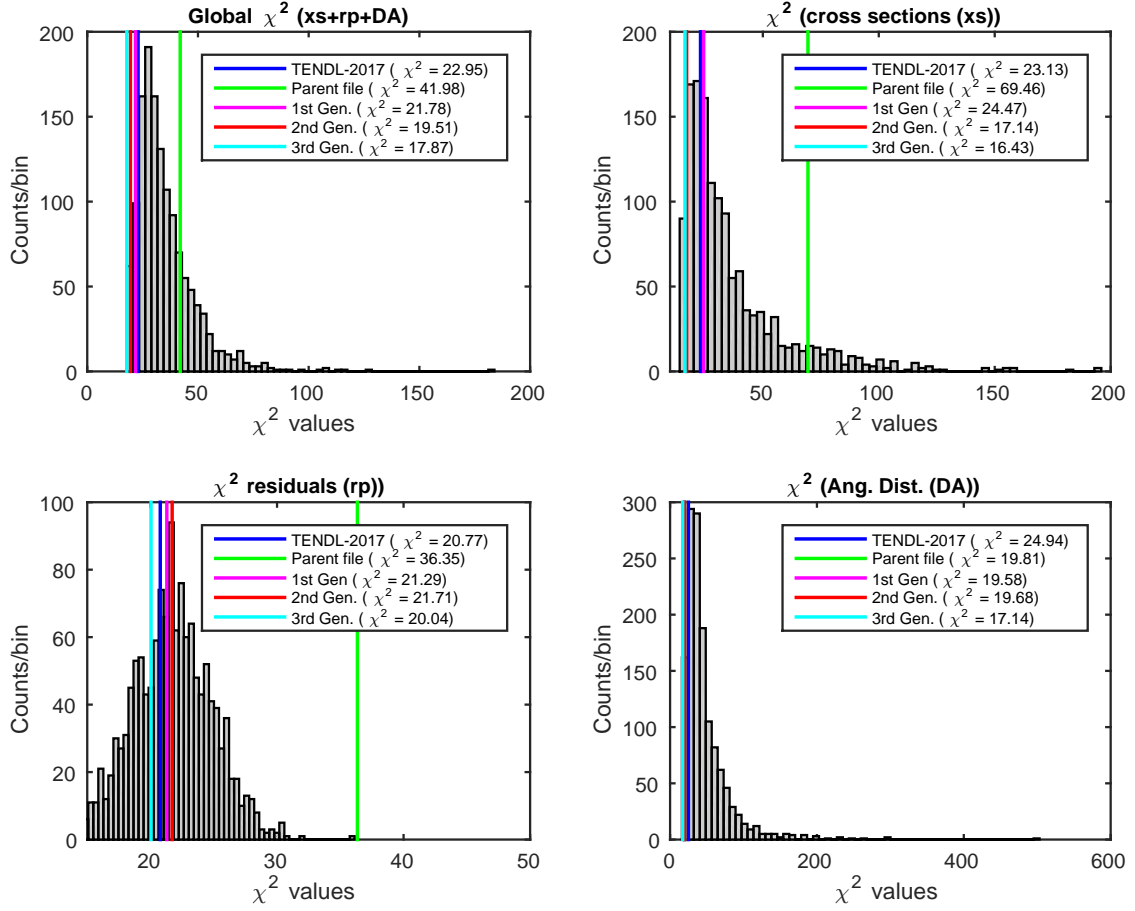 Global χ² (xs+rp+DA)
200
150
100
50
0
Counts/bin
TENDL-2017 ( χ² = 22.95)
Parent file ( χ² = 41.98)
1st Gen. ( χ² = 21.78)
2nd Gen. ( χ² = 19.51)
3rd Gen. ( χ² = 17.87)
0 50 100 150 200
χ² values
χ² (cross sections (xs))
200
150
100
50
0
Counts/bin
TENDL-2017 ( χ² = 23.13)
Parent file ( χ² = 69.46)
1st Gen ( χ² = 24.47)
2nd Gen. ( χ² = 17.14)
3rd Gen. ( χ² = 16.43)
50 100 150 200
χ² values
χ² residuals (rp))
100
80
60
40
20
0
Counts/bin
TENDL-2017 ( χ² = 20.77)
Parent file ( χ² = 36.35)
1st Gen ( χ² = 21.29)
2nd Gen. ( χ² = 21.71)
3rd Gen. ( χ² = 20.04)
20 30 40 50
χ² values
χ² (Ang. Dist. (DA))
300
250
200
150
100
50
0
Counts/bin
TENDL-2017 ( χ² = 24.94)
Parent file ( χ² = 19.81)
1st Gen ( χ² = 19.58)
2nd Gen. ( χ² = 19.68)
3rd Gen. ( χ² = 17.14)
0 200 400 600
χ² values